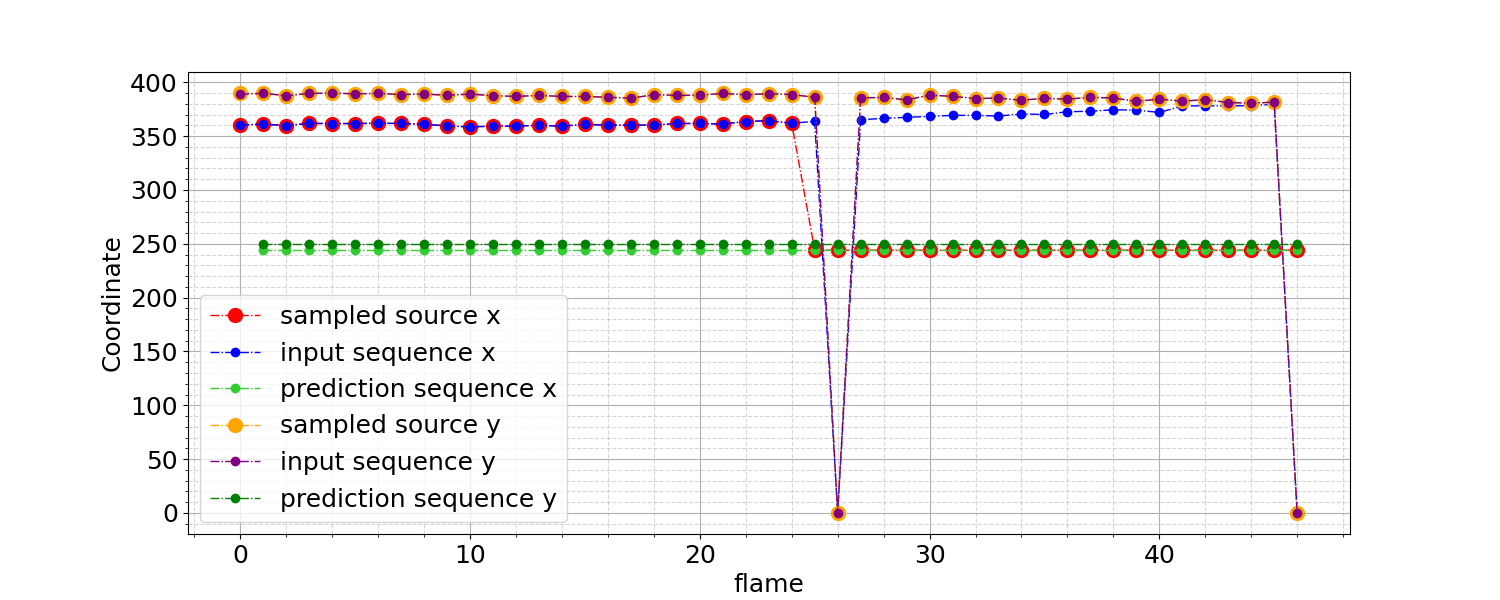 400
350
300
250
200
150
100
50
0
Coordinate
sampled source x
input sequence x
prediction sequence x
sampled source y
input sequence y
prediction sequence y
0 10 20 30 40
flame